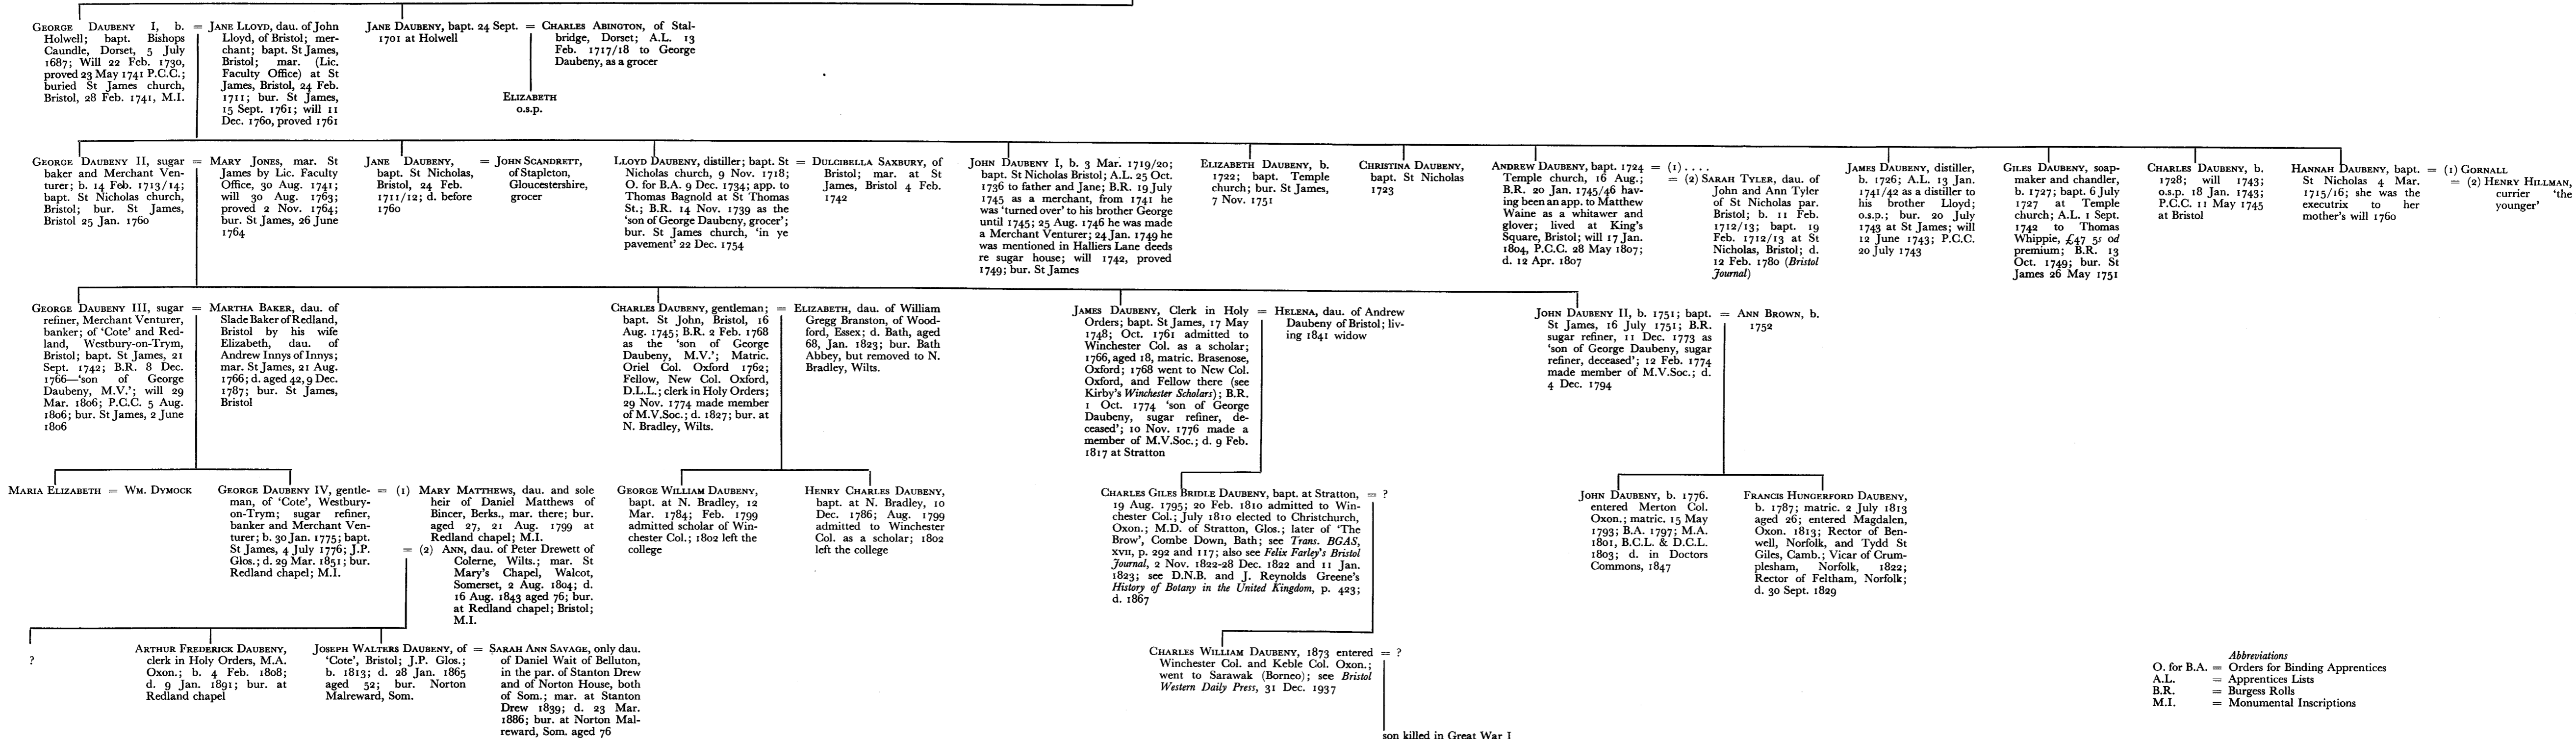 GEORGE DAUBENY I, b.
Holwell; bapt. Bishops
Caundle, Dorset, 5 July
1687; Will 22 Feb. 1730,
proved 23 May 1741 P.C.C.;
buried St James church,
Bristol, 28 Feb. 1741, M.I.
= JANE LLOYD, dau. of John
Lloyd, of Bristol; mer-
chant; bapt. St James,
Bristol; mar. (Lic.
Faculty Office) at St
James, Bristol, 24 Feb.
1711; bur. St James,
15 Sept. 1761; will 11
Dec. 1760, proved 1761
JANE DAUBENY, bapt. 24 Sept.
1701 at Holwell
= CHARLES ABINGTON, of Stal-
bridge, Dorset; A.L. 13
Feb. 1717/18 to George
Daubeny, as a grocer
ELIZABETH
o.s.p.
GEORGE DAUBENY II, sugar
baker and Merchant Ven-
turer; b. 14 Feb. 1713/14;
bapt. St Nicholas church,
Bristol; bur. St James,
Bristol 25 Jan. 1760
= MARY JONES, mar. St
James by Lic. Faculty
Office, 30 Aug. 1741;
will 30 Aug. 1763;
proved 2 Nov. 1764;
bur. St James, 26 June
1764
JANE DAUBENY,
bapt. St Nicholas,
Bristol, 24 Feb.
1711/12; d. before
1760
= JOHN SCANDRETT,
of Stapleton,
Gloucestershire,
grocer
LLOYD DAUBENY, distiller; bapt. St
Nicholas church, 9 Nov. 1718;
O. for B.A. 9 Dec. 1734; app. to
Thomas Bagnold at St Thomas
St.; B.R. 14 Nov. 1739 as the
'son of George Daubeny, grocer';
bur. St James church, 'in ye
pavement' 22 Dec. 1754
= DULCIBELLA SAXBURY, of
Bristol; mar. at St
James, Bristol 4 Feb.
1742
JOHN DAUBENY I, b. 3 Mar. 1719/20;
bapt. St Nicholas Bristol; A.L. 25 Oct.
1736 to father and Jane; B.R. 19 July
1745 as a merchant, from 1741 he
was 'turned over' to his brother George
until 1745; 25 Aug. 1746 he was made
a Merchant Venturer; 24 Jan. 1749 he
was mentioned in Halliers Lane deeds
re sugar house; will 1742, proved
1749; bur. St James
ELIZABETH DAUBENY, b.
1722; bapt. Temple
church; bur. St James,
7 Nov. 1751
CHRISTINA DAUBENY,
bapt. St Nicholas
1723
ANDREW DAUBENY, bapt. 1724
Temple church, 16 Aug.;
B.R. 20 Jan. 1745/46 hav-
ing been an app. to Matthew
Waine as a whitawer and
glover; lived at King's
Square, Bristol; will 17 Jan.
1804, P.C.C. 28 May 1807;
d. 12 Apr. 1807
= (1) . . . .
= (2) SARAH TYLER, dau. of
John and Ann Tyler
of St Nicholas par.
Bristol; b. 11 Feb.
1712/13; bapt. 19
Feb. 1712/13 at St
Nicholas, Bristol; d.
12 Feb. 1780 (Bristol
Journal)
JAMES DAUBENY, distiller,
b. 1726; A.L. 13 Jan.
1741/42 as a distiller to
his brother Lloyd;
o.s.p.; bur. 20 July
1743 at St James; will
12 June 1743; P.C.C.
20 July 1743
GILES DAUBENY, soap-
maker and chandler,
b. 1727; bapt. 6 July
1727 at Temple
church; A.L. 1 Sept.
1742 to Thomas
Whippie, £47 5s 0d
premium; B.R. 13
Oct. 1749; bur. St
James 26 May 1751
CHARLES DAUBENY, b.
1728; will 1743;
o.s.p. 18 Jan. 1743;
P.C.C. 11 May 1745
at Bristol
HANNAH DAUBENY, bapt.
St Nicholas 4 Mar.
1715/16; she was the
executrix to her
mother's will 1760
= (1) GORNALL
= (2) HENRY HILLMAN,
currier 'the
younger'
GEORGE DAUBENY III, sugar
refiner, Merchant Venturer,
banker; of 'Cote' and Red-
land, Westbury-on-Trym,
Bristol; bapt. St James, 21
Sept. 1742; B.R. 8 Dec.
1766—'son of George
Daubeny, M.V.'; will 29
Mar. 1806; P.C.C. 5 Aug.
1806; bur. St James, 2 June
1806
= MARTHA BAKER, dau. of
Slade Baker of Redland,
Bristol by his wife
Elizabeth, dau. of
Andrew Innys of Innys;
mar. St James, 21 Aug.
1766; d. aged 42, 9 Dec.
1787; bur. St James,
Bristol
CHARLES DAUBENY, gentleman;
bapt. St John, Bristol, 16
Aug. 1745; B.R. 2 Feb. 1768
as the 'son of George
Daubeny, M.V.'; Matric.
Oriel Col. Oxford 1762;
Fellow, New Col. Oxford,
D.L.L.; clerk in Holy Orders;
29 Nov. 1774 made member
of M.V.Soc.; d. 1827; bur. at
N. Bradley, Wilts.
= ELIZABETH, dau. of William
Gregg Branston, of Wood-
ford, Essex; d. Bath, aged
68, Jan. 1823; bur. Bath
Abbey, but removed to N.
Bradley, Wilts.
JAMES DAUBENY, Clerk in Holy
Orders; bapt. St James, 17 May
1748; Oct. 1761 admitted to
Winchester Col. as a scholar;
1766, aged 18, matric. Brasenose,
Oxford; 1768 went to New Col.
Oxford, and Fellow there (see
Kirby's Winchester Scholars); B.R.
1 Oct. 1774 'son of George
Daubeny, sugar refiner, de-
ceased'; 10 Nov. 1776 made a
member of M.V.Soc.; d. 9 Feb.
1817 at Stratton
= HELENA, dau. of Andrew
Daubeny of Bristol; liv-
ing 1841 widow
JOHN DAUBENY II, b. 1751; bapt.
St James, 16 July 1751; B.R.
sugar refiner, 11 Dec. 1773 as
'son of George Daubeny, sugar
refiner, deceased'; 12 Feb. 1774
made member of M.V.Soc.; d.
4 Dec. 1794
= ANN BROWN, b.
1752
MARIA ELIZABETH = WM. DYMOCK
GEORGE DAUBENY IV, gentle-
man, of 'Cote', Westbury-
on-Trym; sugar refiner,
banker and Merchant Ven-
turer; b. 30 Jan. 1775; bapt.
St James, 4 July 1776; J.P.
Glos.; d. 29 Mar. 1851; bur.
Redland chapel; M.I.
= (1) MARY MATTHEWS, dau. and sole
heir of Daniel Matthews of
Bincer, Berks., mar. there; bur.
aged 27, 21 Aug. 1799 at
Redland chapel; M.I.
= (2) ANN, dau. of Peter Drewett of
Colerne, Wilts.; mar. St
Mary's Chapel, Walcot,
Somerset, 2 Aug. 1804; d.
16 Aug. 1843 aged 76; bur.
at Redland chapel; Bristol;
M.I.
GEORGE WILLIAM DAUBENY,
bapt. at N. Bradley, 12
Mar. 1784; Feb. 1799
admitted scholar of Win-
chester Col.; 1802 left the
college
HENRY CHARLES DAUBENY,
bapt. at N. Bradley, 10
Dec. 1786; Aug. 1799
admitted to Winchester
Col. as a scholar; 1802
left the college
CHARLES GILES BRIDLE DAUBENY, bapt. at Stratton, = ?
19 Aug. 1795; 20 Feb. 1810 admitted to Win-
chester Col.; July 1810 elected to Christchurch,
Oxon.; M.D. of Stratton, Glos.; later of 'The
Brow', Combe Down, Bath; see Trans. BGAS,
xvii, p. 292 and 117; also see Felix Farley's Bristol
Journal, 2 Nov. 1822-28 Dec. 1822 and 11 Jan.
1823; see D.N.B. and J. Reynolds Greene's
History of Botany in the United Kingdom, p. 423;
d. 1867
JOHN DAUBENY, b. 1776.
entered Merton Col.
Oxon.; matric. 15 May
1793; B.A. 1797; M.A.
1801, B.C.L. & D.C.L.
1803; d. in Doctors
Commons, 1847
FRANCIS HUNGERFORD DAUBENY,
b. 1787; matric. 2 July 1813
aged 26; entered Magdalen,
Oxon. 1813; Rector of Ben-
well, Norfolk, and Tydd St
Giles, Camb.; Vicar of Crum-
plesham, Norfolk, 1822;
Rector of Feltham, Norfolk;
d. 30 Sept. 1829
?
ARTHUR FREDERICK DAUBENY,
clerk in Holy Orders, M.A.
Oxon.; b. 4 Feb. 1808;
d. 9 Jan. 1891; bur. at
Redland chapel
JOSEPH WALTERS DAUBENY, of
'Cote', Bristol; J.P. Glos.;
b. 1813; d. 28 Jan. 1865
aged 52; bur. Norton
Malreward, Som.
= SARAH ANN SAVAGE, only dau.
of Daniel Wait of Belluton,
in the par. of Stanton Drew
and of Norton House, both
of Som.; mar. at Stanton
Drew 1839; d. 23 Mar.
1886; bur. at Norton Mal-
reward, Som. aged 76
CHARLES WILLIAM DAUBENY, 1873 entered = ?
Winchester Col. and Keble Col. Oxon.;
went to Sarawak (Borneo); see Bristol
Western Daily Press, 31 Dec. 1937
son killed in Great War I
Abbreviations
O. for B.A. = Orders for Binding Apprentices
A.L. = Apprentices Lists
B.R. = Burgess Rolls
M.I. = Monumental Inscriptions